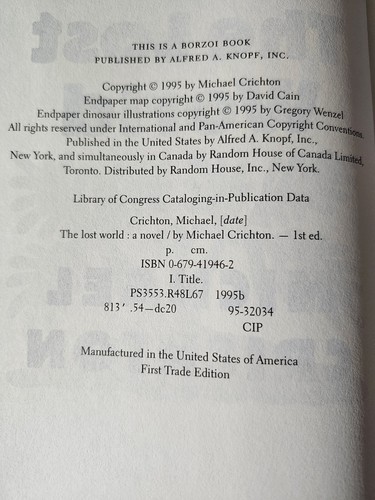 THIS IS A BORZOI BOOK
PUBLISHED BY ALFRED A. KNOPF, INC.
Copyright © 1995 by Michael Crichton
Endpaper map copyright © 1995 by David Cain
Endpaper dinosaur illustrations copyright © 1995 by Gregory Wenzel
All rights reserved under International and Pan-American Copyright Conventions.
Published in the United States by Alfred A. Knopf, Inc.,
New York, and simultaneously in Canada by Random House of Canada Limited,
Toronto. Distributed by Random House, Inc., New York.
Library of Congress Cataloging-in-Publication Data
Crichton, Michael, [date]
The lost world : a novel / by Michael Crichton. — 1st ed.
p. cm.
ISBN 0-679-41946-2
I. Title.
PS3553.R48L67 1995b
813'.54—dc20 95-32034
CIP
Manufactured in the United States of America
First Trade Edition